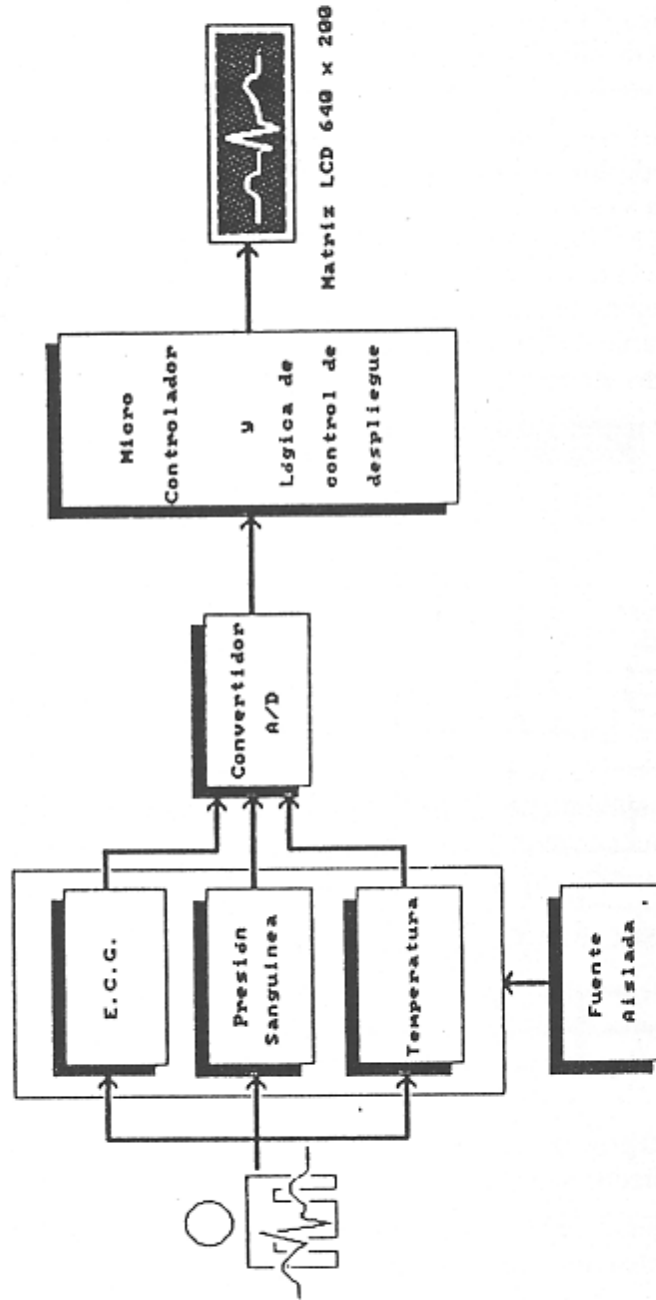 E.C.G.
Presión
Sanguínea
Temperatura
Fuente
Aislada
Convertidor
A/D
Micro
Controlador
y
Lógica de
control de
despliegue
Matriz LCD 640 x 200